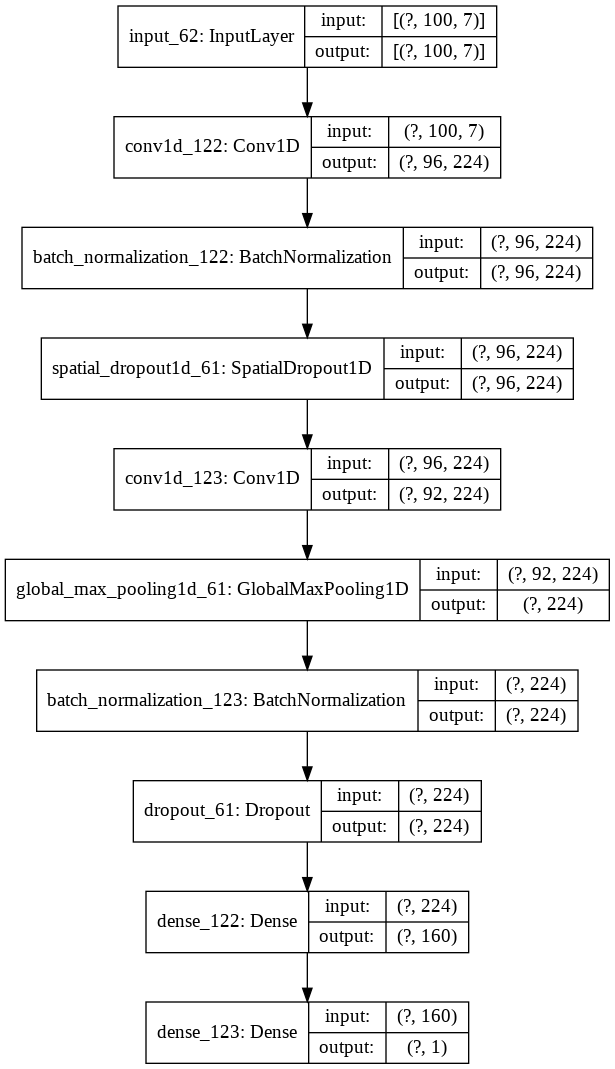 input_62: InputLayer
input: [(?, 100, 7)]
output: [(?, 100, 7)]
conv1d_122: Conv1D
input: (?, 100, 7)
output: (?, 96, 224)
batch_normalization_122: BatchNormalization
input: (?, 96, 224)
output: (?, 96, 224)
spatial_dropout1d_61: SpatialDropout1D
input: (?, 96, 224)
output: (?, 96, 224)
conv1d_123: Conv1D
input: (?, 96, 224)
output: (?, 92, 224)
global_max_pooling1d_61: GlobalMaxPooling1D
input: (?, 92, 224)
output: (?, 224)
batch_normalization_123: BatchNormalization
input: (?, 224)
output: (?, 224)
dropout_61: Dropout
input: (?, 224)
output: (?, 224)
dense_122: Dense
input: (?, 224)
output: (?, 160)
dense_123: Dense
input: (?, 160)
output: (?, 1)